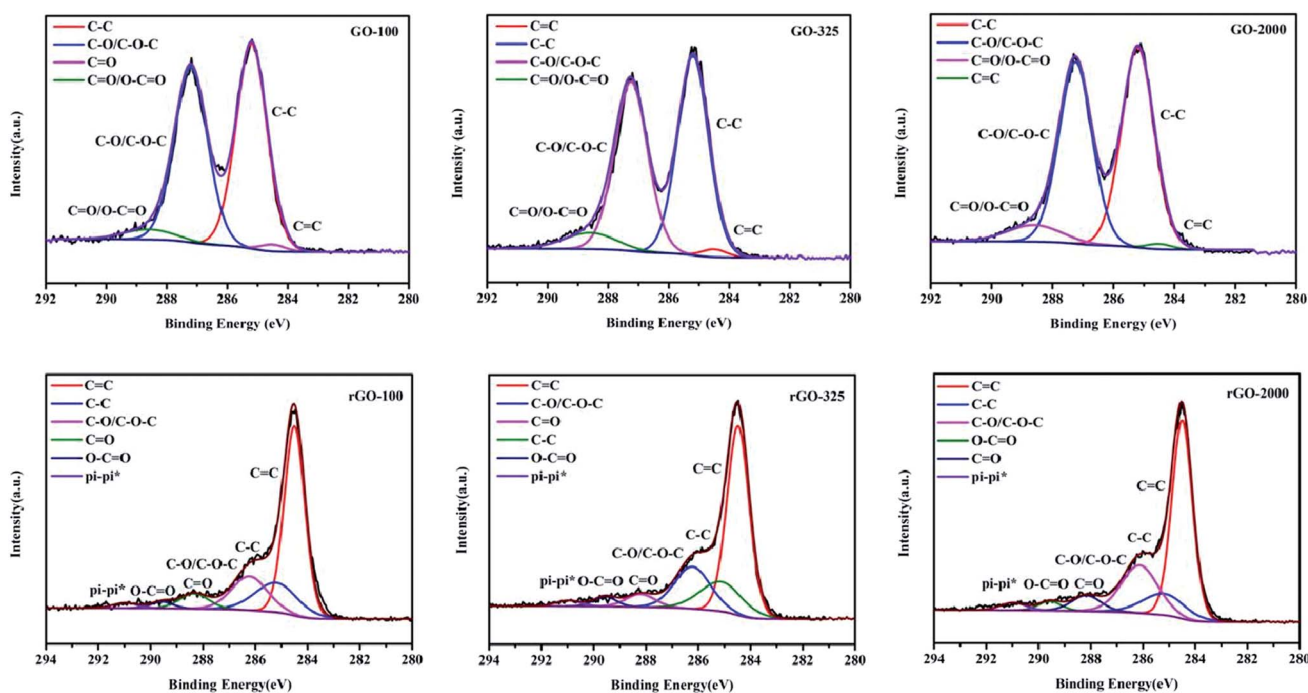 C-C
C-O/C-O-C
C=O
C=O/O-C=O
GO-100
C-C
C-O/C-O-C
C=O/O-C=O
C=C
Intensity(a.u.)
292 290 288 286 284 282 280
Binding Energy (eV)
C=C
C-C
C-O/C-O-C
C=O/O-C=O
GO-325
C-C
C-O/C-O-C
C=O/O-C=O
C=C
Intensity (a.u.)
292 290 288 286 284 282 280
Binding Energy (eV)
C-C
C-O/C-O-C
C=O/O-C=O
C=C
GO-2000
C-C
C-O/C-O-C
C=O/O-C=O
C=C
Intensity (a.u.)
292 290 288 286 284 282 280
Binding Energy (eV)
C=C
C-C
C-O/C-O-C
C=O
O-C=O
pi-pi*
rGO-100
C=C
C-C
C-O/C-O-C
pi-pi* O-C=O C=O
Intensity(a.u.)
294 292 290 288 286 284 282 280
Binding Energy(eV)
C=C
C-O/C-O-C
C=O
C-C
O-C=O
pi-pi*
rGO-325
C=C
C-C
C-O/C-O-C
pi-pi* O-C=O C=O
Intensity(a.u.)
294 292 290 288 286 284 282 280
Binding Energy(eV)
C=C
C-C
C-O/C-O-C
O-C=O
C=O
pi-pi*
rGO-2000
C=C
C-C
C-O/C-O-C
pi-pi* O-C=O C=O
Intensity(a.u.)
294 292 290 288 286 284 282 280
Binding Energy(eV)